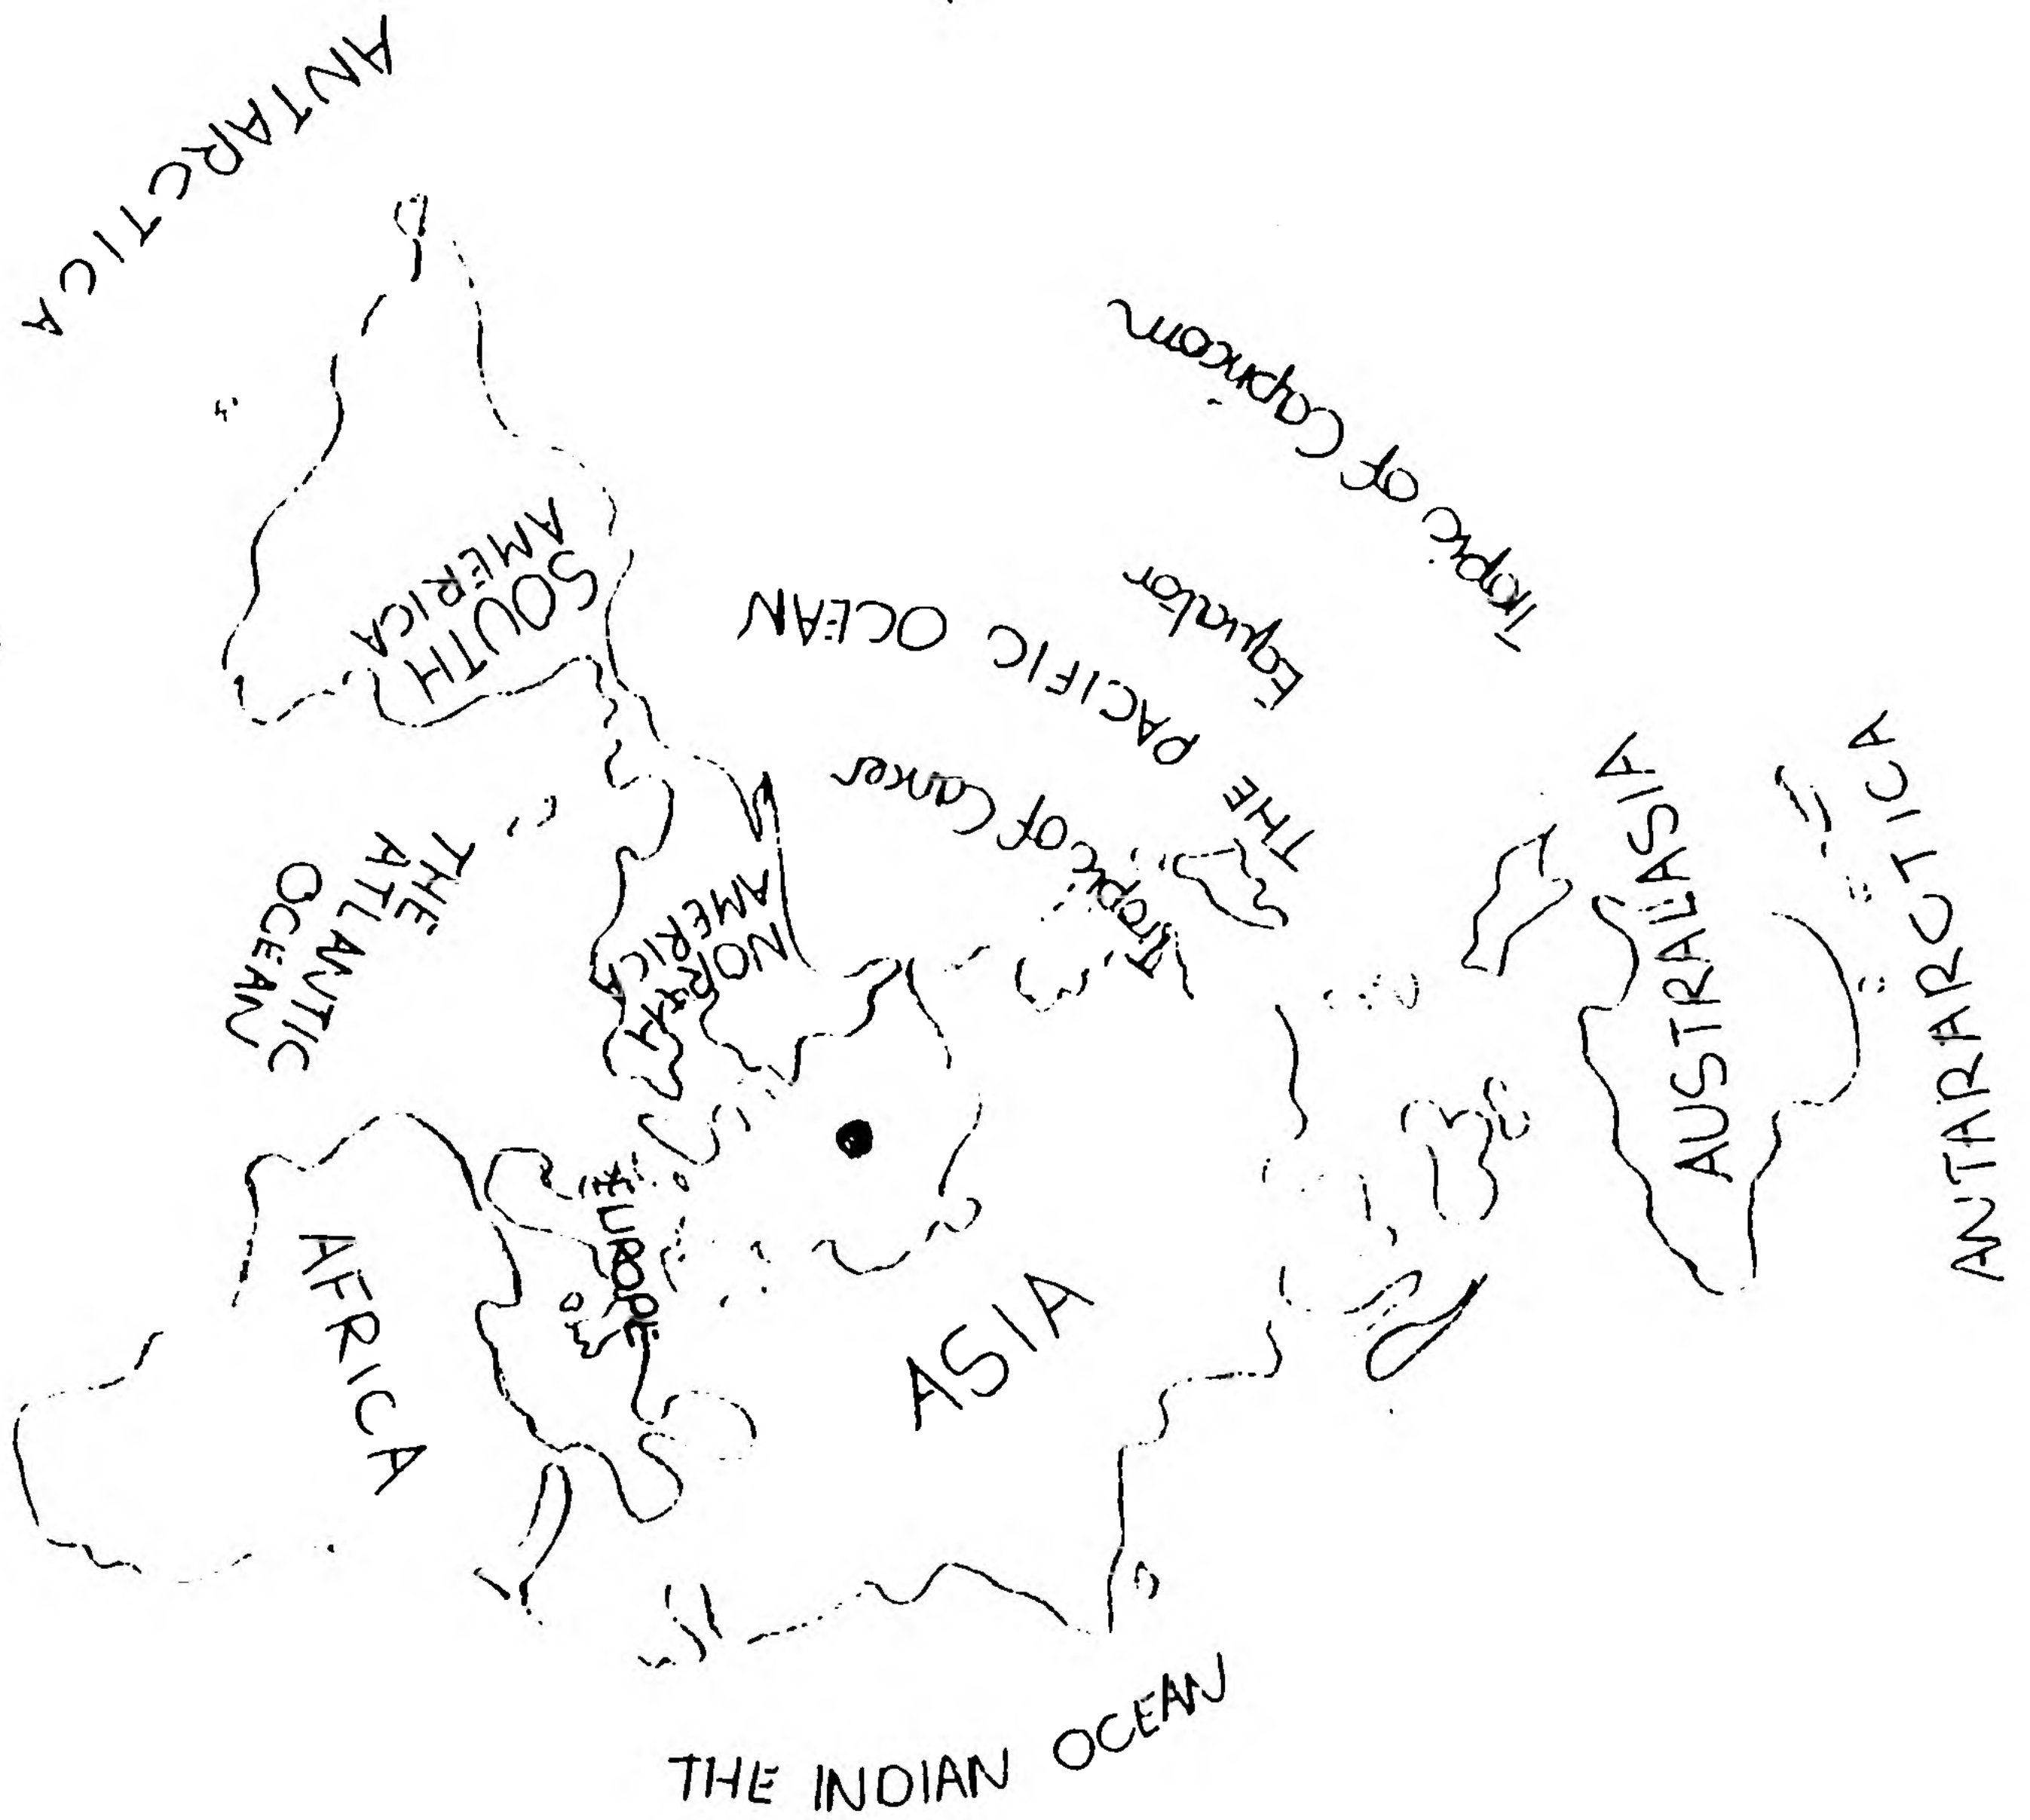 ANTARCTICA
Tropic of Capricorn
SOUTH
AMERICA
Equator
THE PACIFIC OCEAN
Tropic of Cancer
THE
ATLANTIC
OCEAN
NORTH
AMERICA
AUSTRALASIA
ANTARARCTICA
EUROPE
AFRICA
ASIA
THE INDIAN OCEAN